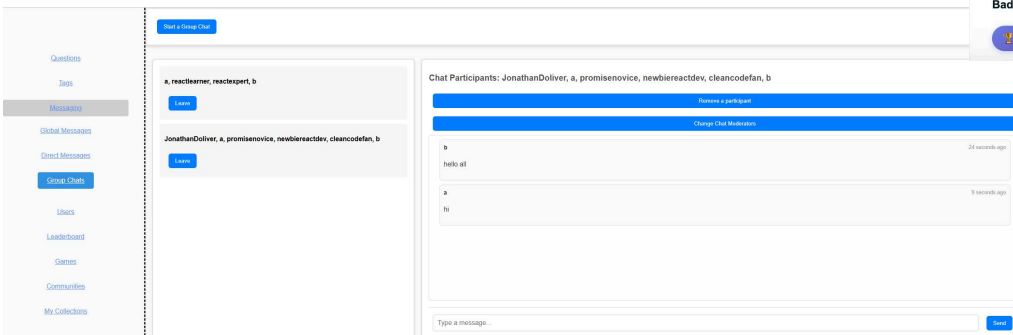 Bad
Start a Group Chat
Questions
Tags
Messaging
Global Messages
Direct Messages
Group Chats
Users
Leaderboard
Games
Communities
My Collections
a, reactlearner, reactexpert, b
Leave
JonathanDoliver, a, promisenovice, newbiereactdev, cleancodefan, b
Leave
Chat Participants: JonathanDoliver, a, promisenovice, newbiereactdev, cleancodefan, b
Remove a participant
Change Chat Moderators
b 24 seconds ago
hello all
a 9 seconds ago
hi
Type a message...
Send